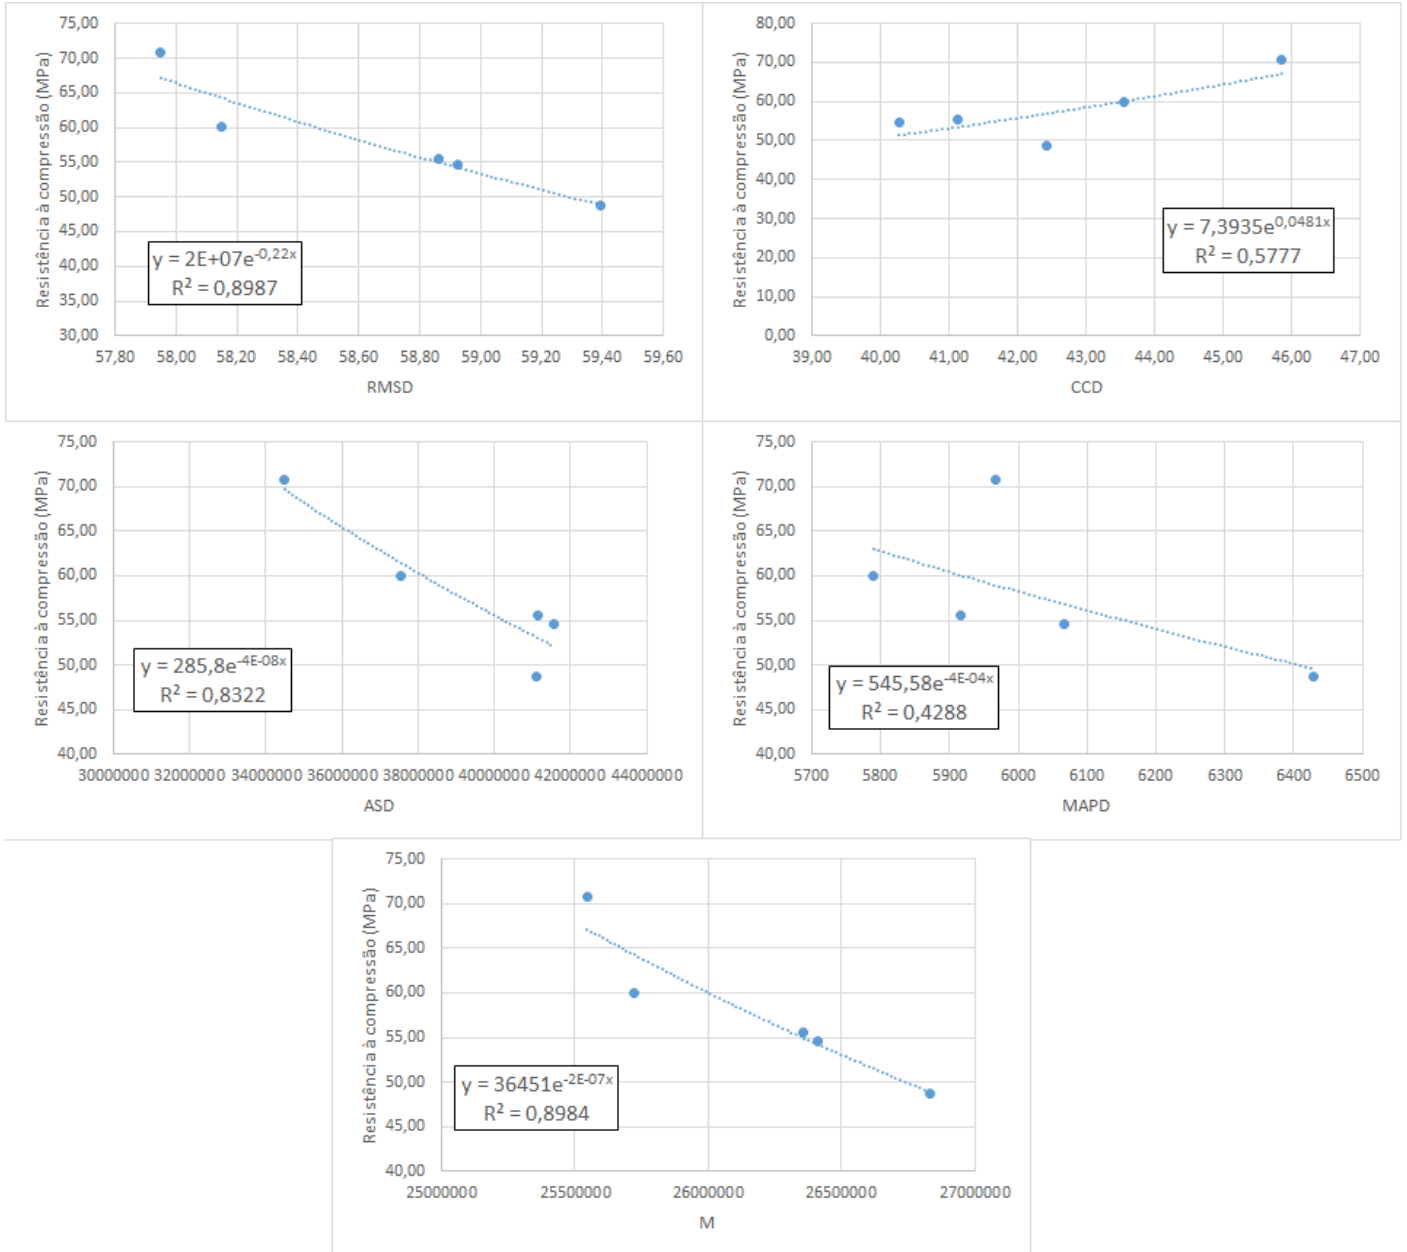 75,00
70,00
65,00
60,00
55,00
50,00
45,00
40,00
35,00
30,00
Resistência à compressão (MPa)
y = 2E+07e^-0,22x
R² = 0,8987
57,80 58,00 58,20 58,40 58,60 58,80 59,00 59,20 59,40 59,60
RMSD
80,00
70,00
60,00
50,00
40,00
30,00
20,00
10,00
0,00
Resistência à compressão (MPa)
y = 7,3935e^0,0481x
R² = 0,5777
39,00 40,00 41,00 42,00 43,00 44,00 45,00 46,00 47,00
CCD
75,00
70,00
65,00
60,00
55,00
50,00
45,00
40,00
Resistência à compressão (MPa)
y = 285,8e^-4E-08x
R² = 0,8322
30000000 32000000 34000000 36000000 38000000 40000000 42000000 44000000
ASD
75,00
70,00
65,00
60,00
55,00
50,00
45,00
40,00
Resistência à compressão (MPa)
y = 545,58e^-4E-04x
R² = 0,4288
5700 5800 5900 6000 6100 6200 6300 6400 6500
MAPD
75,00
70,00
65,00
60,00
55,00
50,00
45,00
40,00
Resistência à compressão (MPa)
y = 36451e^-2E-07x
R² = 0,8984
25000000 25500000 26000000 26500000 27000000
M